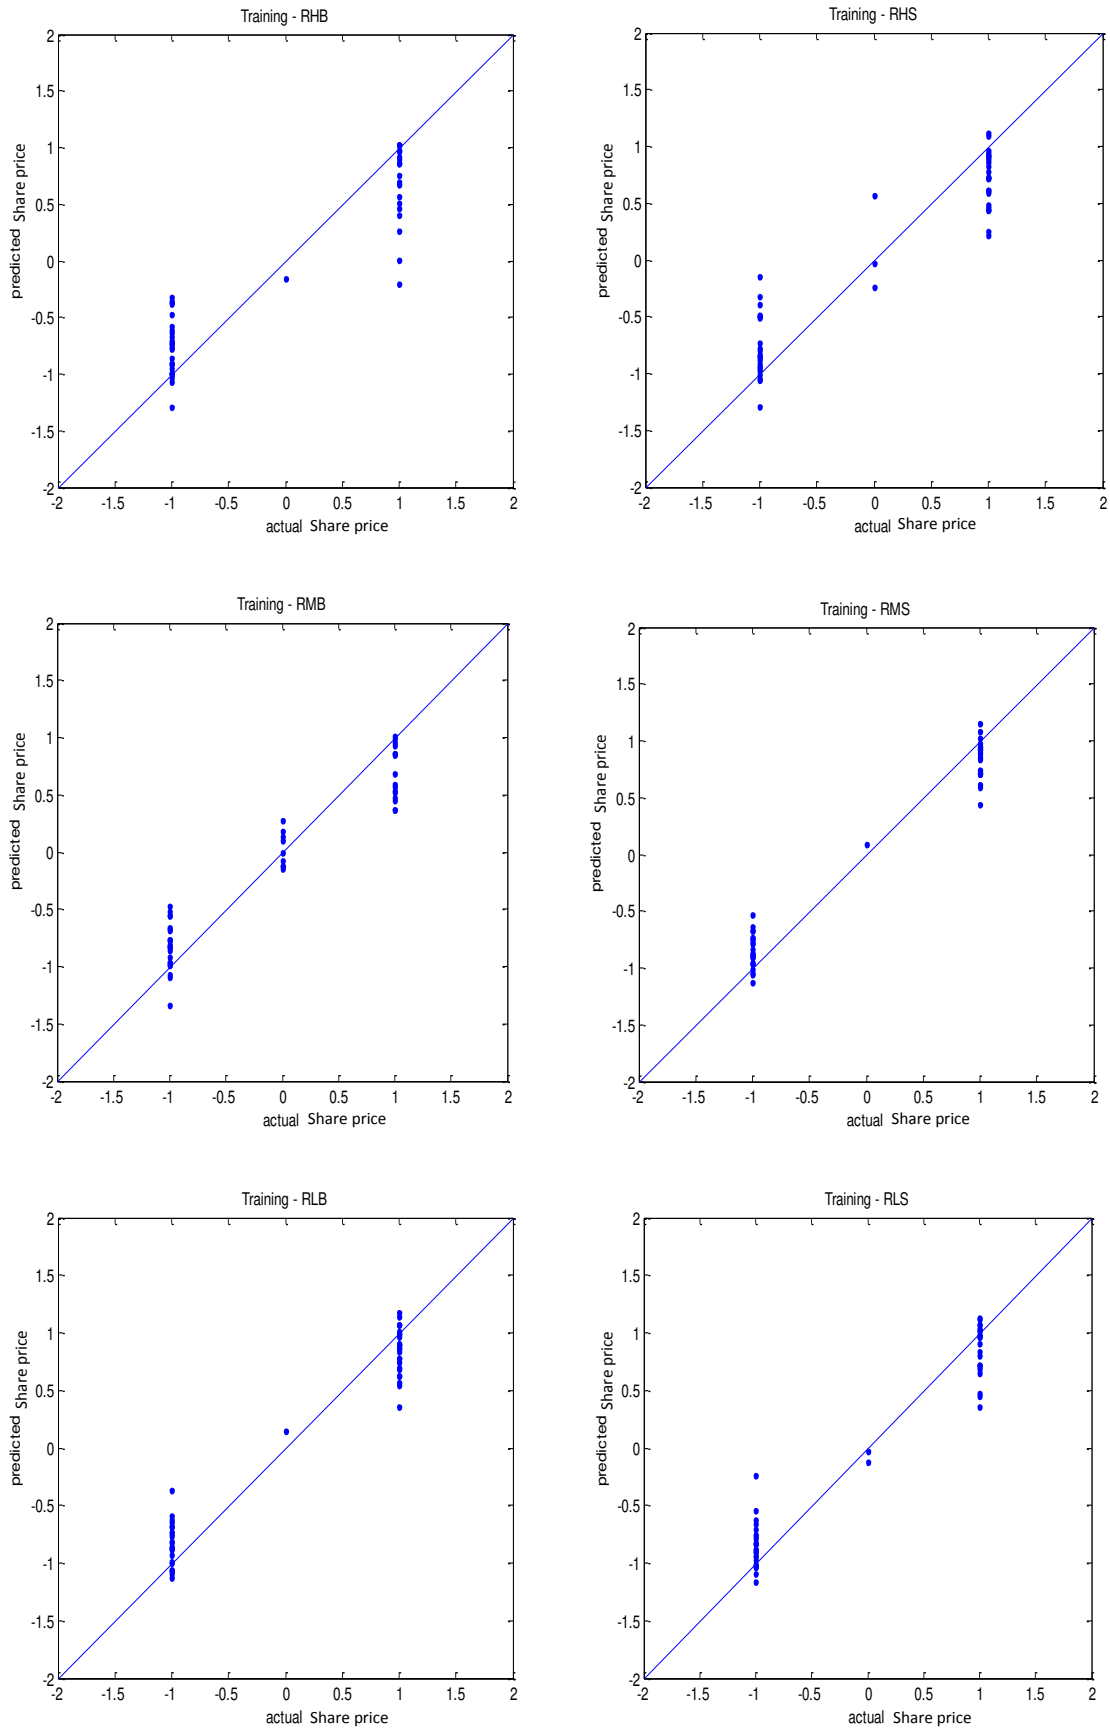 Training - RHB
2
1.5
1
0.5
0
-0.5
-1
-1.5
-2
predicted Share price
-2 -1.5 -1 -0.5 0 0.5 1 1.5 2
actual Share price
Training - RHS
2
1.5
1
0.5
0
-0.5
-1
-1.5
-2
predicted Share price
-2 -1.5 -1 -0.5 0 0.5 1 1.5 2
actual Share price
Training - RMB
2
1.5
1
0.5
0
-0.5
-1
-1.5
-2
predicted Share price
-2 -1.5 -1 -0.5 0 0.5 1 1.5 2
actual Share price
Training - RMS
2
1.5
1
0.5
0
-0.5
-1
-1.5
-2
predicted Share price
-2 -1.5 -1 -0.5 0 0.5 1 1.5 2
actual Share price
Training - RLB
2
1.5
1
0.5
0
-0.5
-1
-1.5
-2
predicted Share price
-2 -1.5 -1 -0.5 0 0.5 1 1.5 2
actual Share price
Training - RLS
2
1.5
1
0.5
0
-0.5
-1
-1.5
-2
predicted Share price
-2 -1.5 -1 -0.5 0 0.5 1 1.5 2
actual Share price